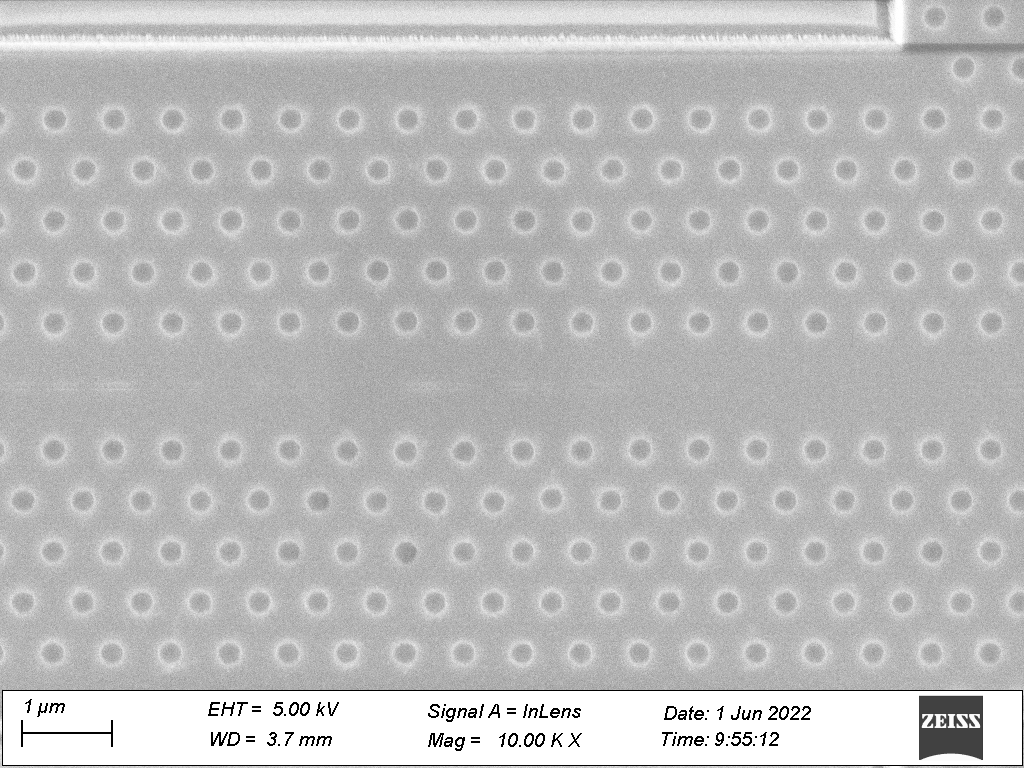 1 µm
EHT = 5.00 kV
Signal A = InLens
Date: 1 Jun 2022
ZEISS
WD = 3.7 mm
Mag = 10.00 K X
Time: 9:55:12